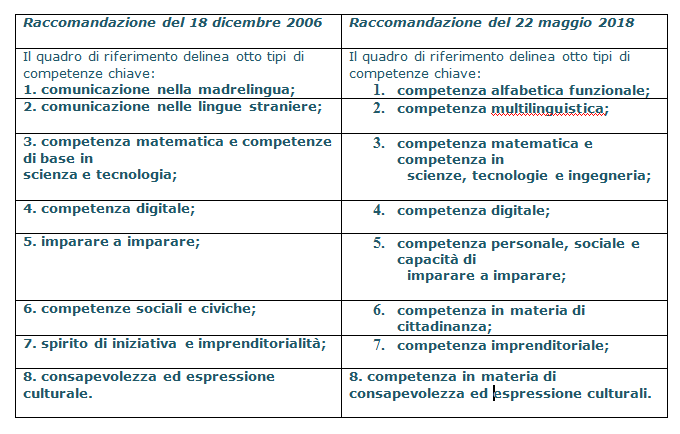 Raccomandazione del 18 dicembre 2006
Raccomandazione del 22 maggio 2018
Il quadro di riferimento delinea otto tipi di
competenze chiave:
1. comunicazione nella madrelingua;
Il quadro di riferimento delinea otto tipi di
competenze chiave:
1. competenza alfabetica funzionale;
2. comunicazione nelle lingue straniere;
2. competenza multilinguistica;
3. competenza matematica e competenze
di base in
scienza e tecnologia;
3. competenza matematica e
competenza in
scienze, tecnologie e ingegneria;
4. competenza digitale;
4. competenza digitale;
5. imparare a imparare;
5. competenza personale, sociale e
capacità di
imparare a imparare;
6. competenze sociali e civiche;
6. competenza in materia di
cittadinanza;
7. spirito di iniziativa e imprenditorialità;
7. competenza imprenditoriale;
8. consapevolezza ed espressione
culturale.
8. competenza in materia di
consapevolezza ed espressione culturali.